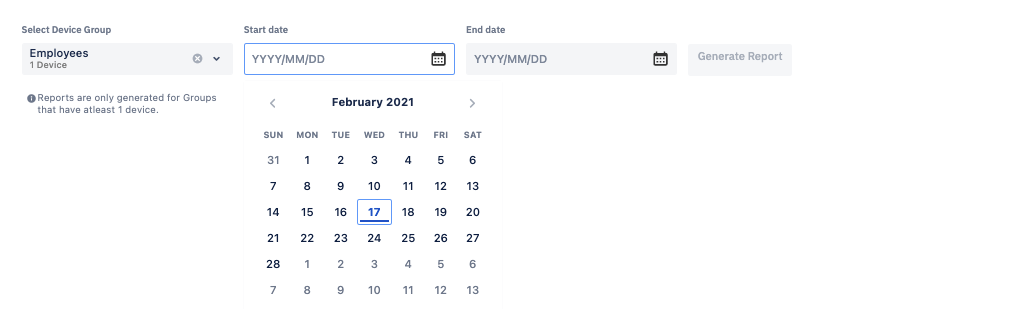 Select Device Group
Start date
End date
Employees
1 Device
YYYY/MM/DD
YYYY/MM/DD
Generate Report
Reports are only generated for Groups
that have atleast 1 device.
February 2021
SUN MON TUE WED THU FRI SAT
31 1 2 3 4 5 6
7 8 9 10 11 12 13
14 15 16 17 18 19 20
21 22 23 24 25 26 27
28 1 2 3 4 5 6
7 8 9 10 11 12 13